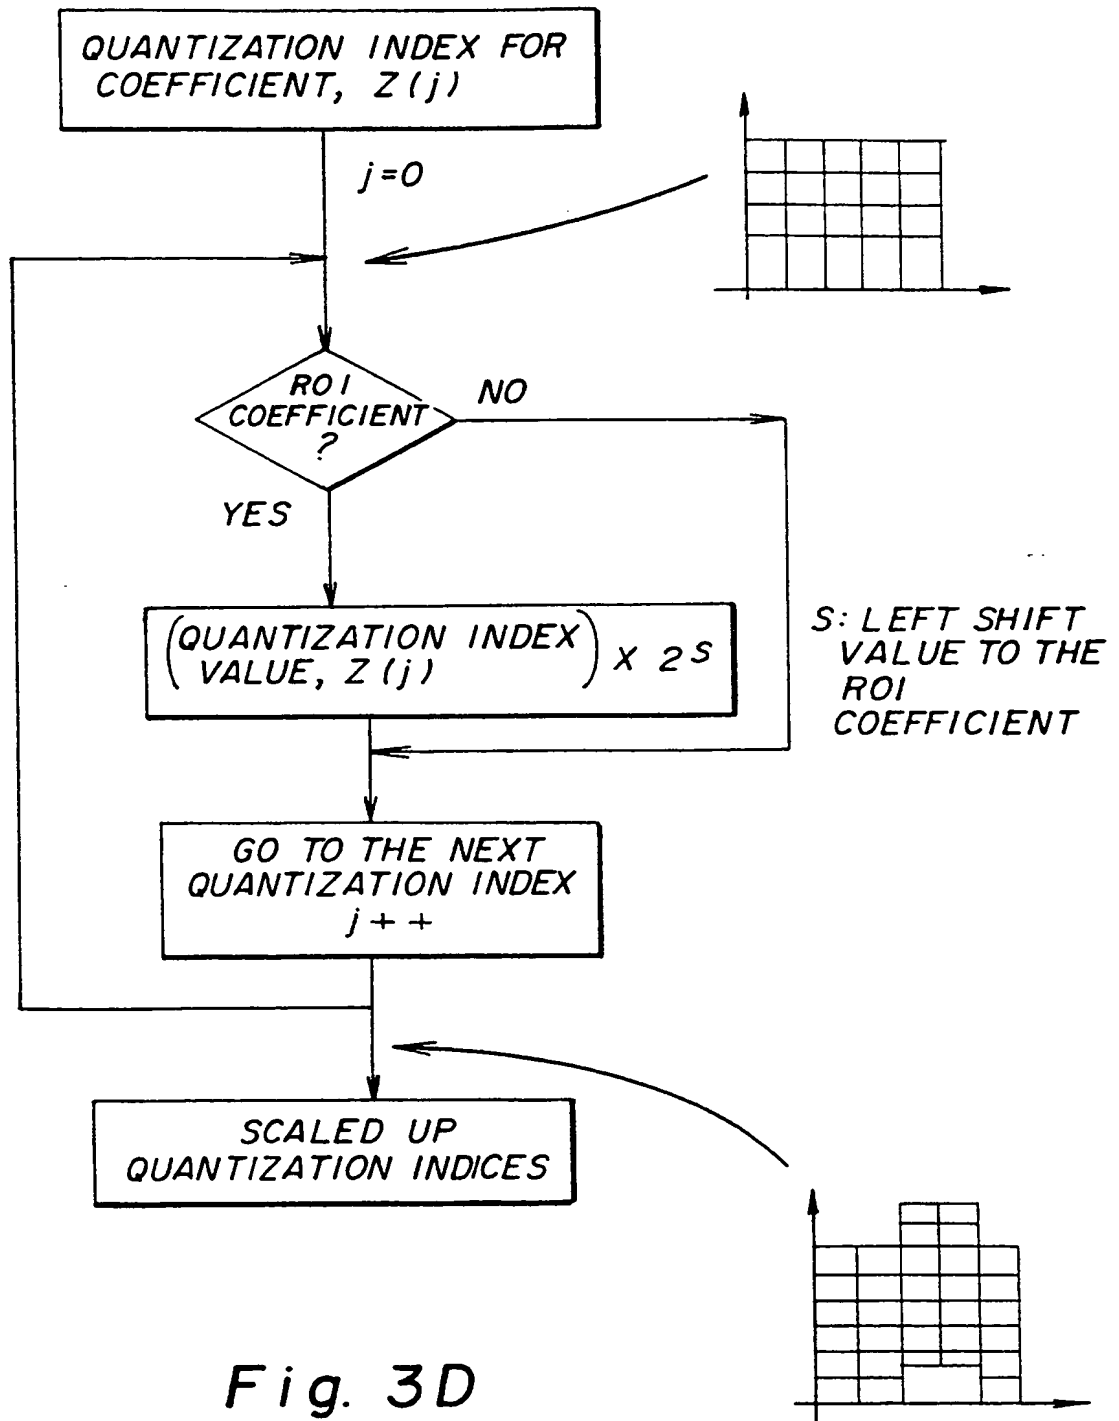 QUANTIZATION INDEX FOR
COEFFICIENT, Z(j)
j=0
ROI
COEFFICIENT
?
NO
YES
(QUANTIZATION INDEX
VALUE, Z(j)) X 2^S
S: LEFT SHIFT
VALUE TO THE
ROI
COEFFICIENT
GO TO THE NEXT
QUANTIZATION INDEX
j++
SCALED UP
QUANTIZATION INDICES
Fig. 3D